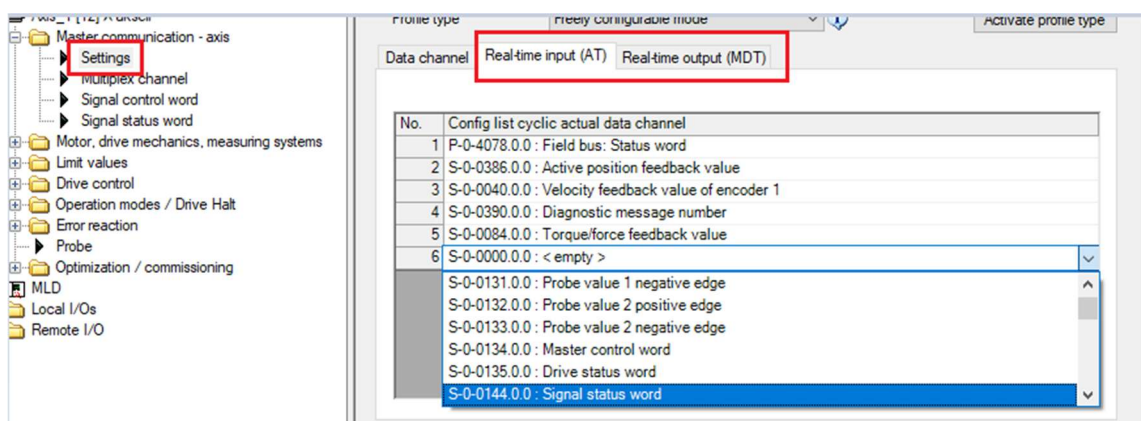 Axis_1 [12] X akseli
Master communication - axis
Settings
Multiplex channel
Signal control word
Signal status word
Motor, drive mechanics, measuring systems
Limit values
Drive control
Operation modes / Drive Halt
Error reaction
Probe
Optimization / commissioning
MLD
Local I/Os
Remote I/O
Profile type Freely configurable mode Activate profile type
Data channel Real-time input (AT) Real-time output (MDT)
No. Config list cyclic actual data channel
1 P-0-4078.0.0 : Field bus: Status word
2 S-0-0386.0.0 : Active position feedback value
3 S-0-0040.0.0 : Velocity feedback value of encoder 1
4 S-0-0390.0.0 : Diagnostic message number
5 S-0-0084.0.0 : Torque/force feedback value
6 S-0-0000.0.0 : < empty >
S-0-0131.0.0 : Probe value 1 negative edge
S-0-0132.0.0 : Probe value 2 positive edge
S-0-0133.0.0 : Probe value 2 negative edge
S-0-0134.0.0 : Master control word
S-0-0135.0.0 : Drive status word
S-0-0144.0.0 : Signal status word